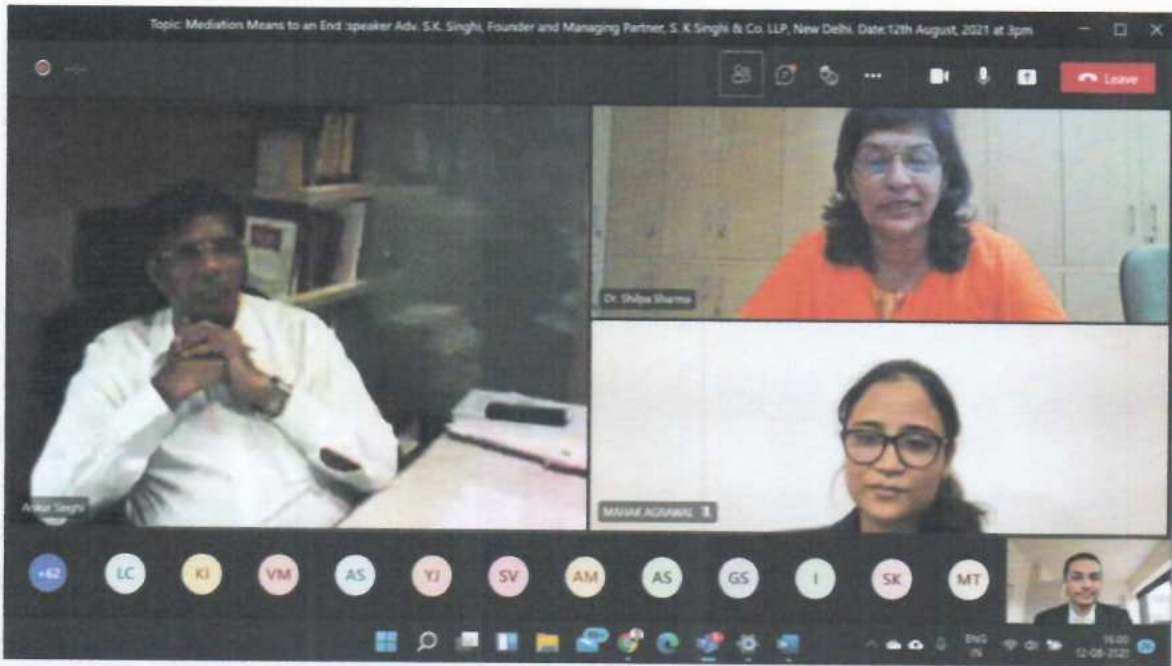 Topic: Mediation Means to an End :speaker Adv. S.K. Singhi, Founder and Managing Partner, S. K Singhi & Co. LLP, New Delhi, Date:12th August, 2021 at 3pm
Leave
Dr. Shilpa Sharma
Ankur Singhi
MAHAK AGRAWAL
+62 LC KJ VM AS YJ SV AM AS GS I SK MT
ENG 16:00
IN 12-08-2021